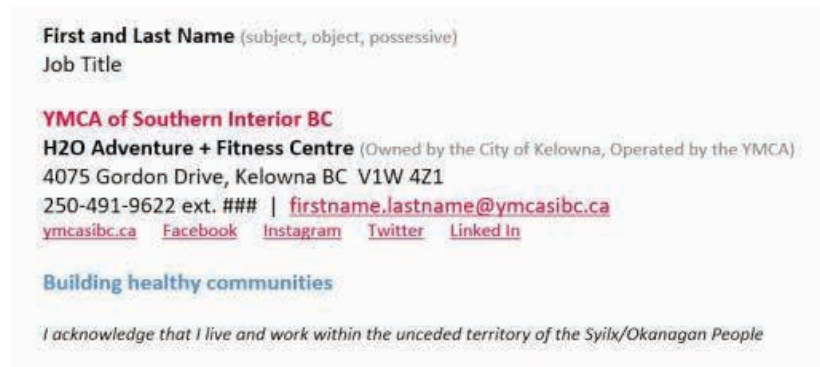 First and Last Name (subject, object, possessive)
Job Title
YMCA of Southern Interior BC
H2O Adventure + Fitness Centre (Owned by the City of Kelowna, Operated by the YMCA)
4075 Gordon Drive, Kelowna BC V1W 4Z1
250-491-9622 ext. ### | firstname.lastname@ymcasibc.ca
ymcasibc.ca Facebook Instagram Twitter Linked In
Building healthy communities
I acknowledge that I live and work within the unceded territory of the Syilx/Okanagan People